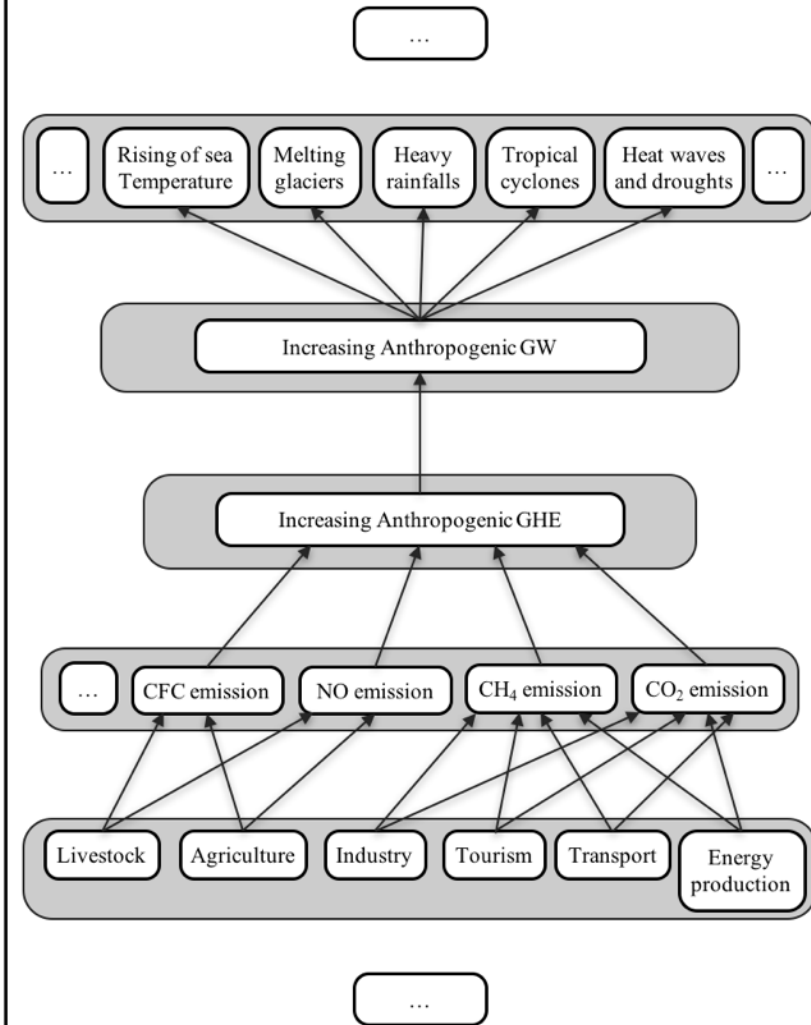 ...
...
Rising of sea
Temperature
Melting
glaciers
Heavy
rainfalls
Tropical
cyclones
Heat waves
and droughts
...
Increasing Anthropogenic GW
Increasing Anthropogenic GHE
...
CFC emission
NO emission
CH₄ emission
CO₂ emission
Livestock
Agriculture
Industry
Tourism
Transport
Energy
production
...